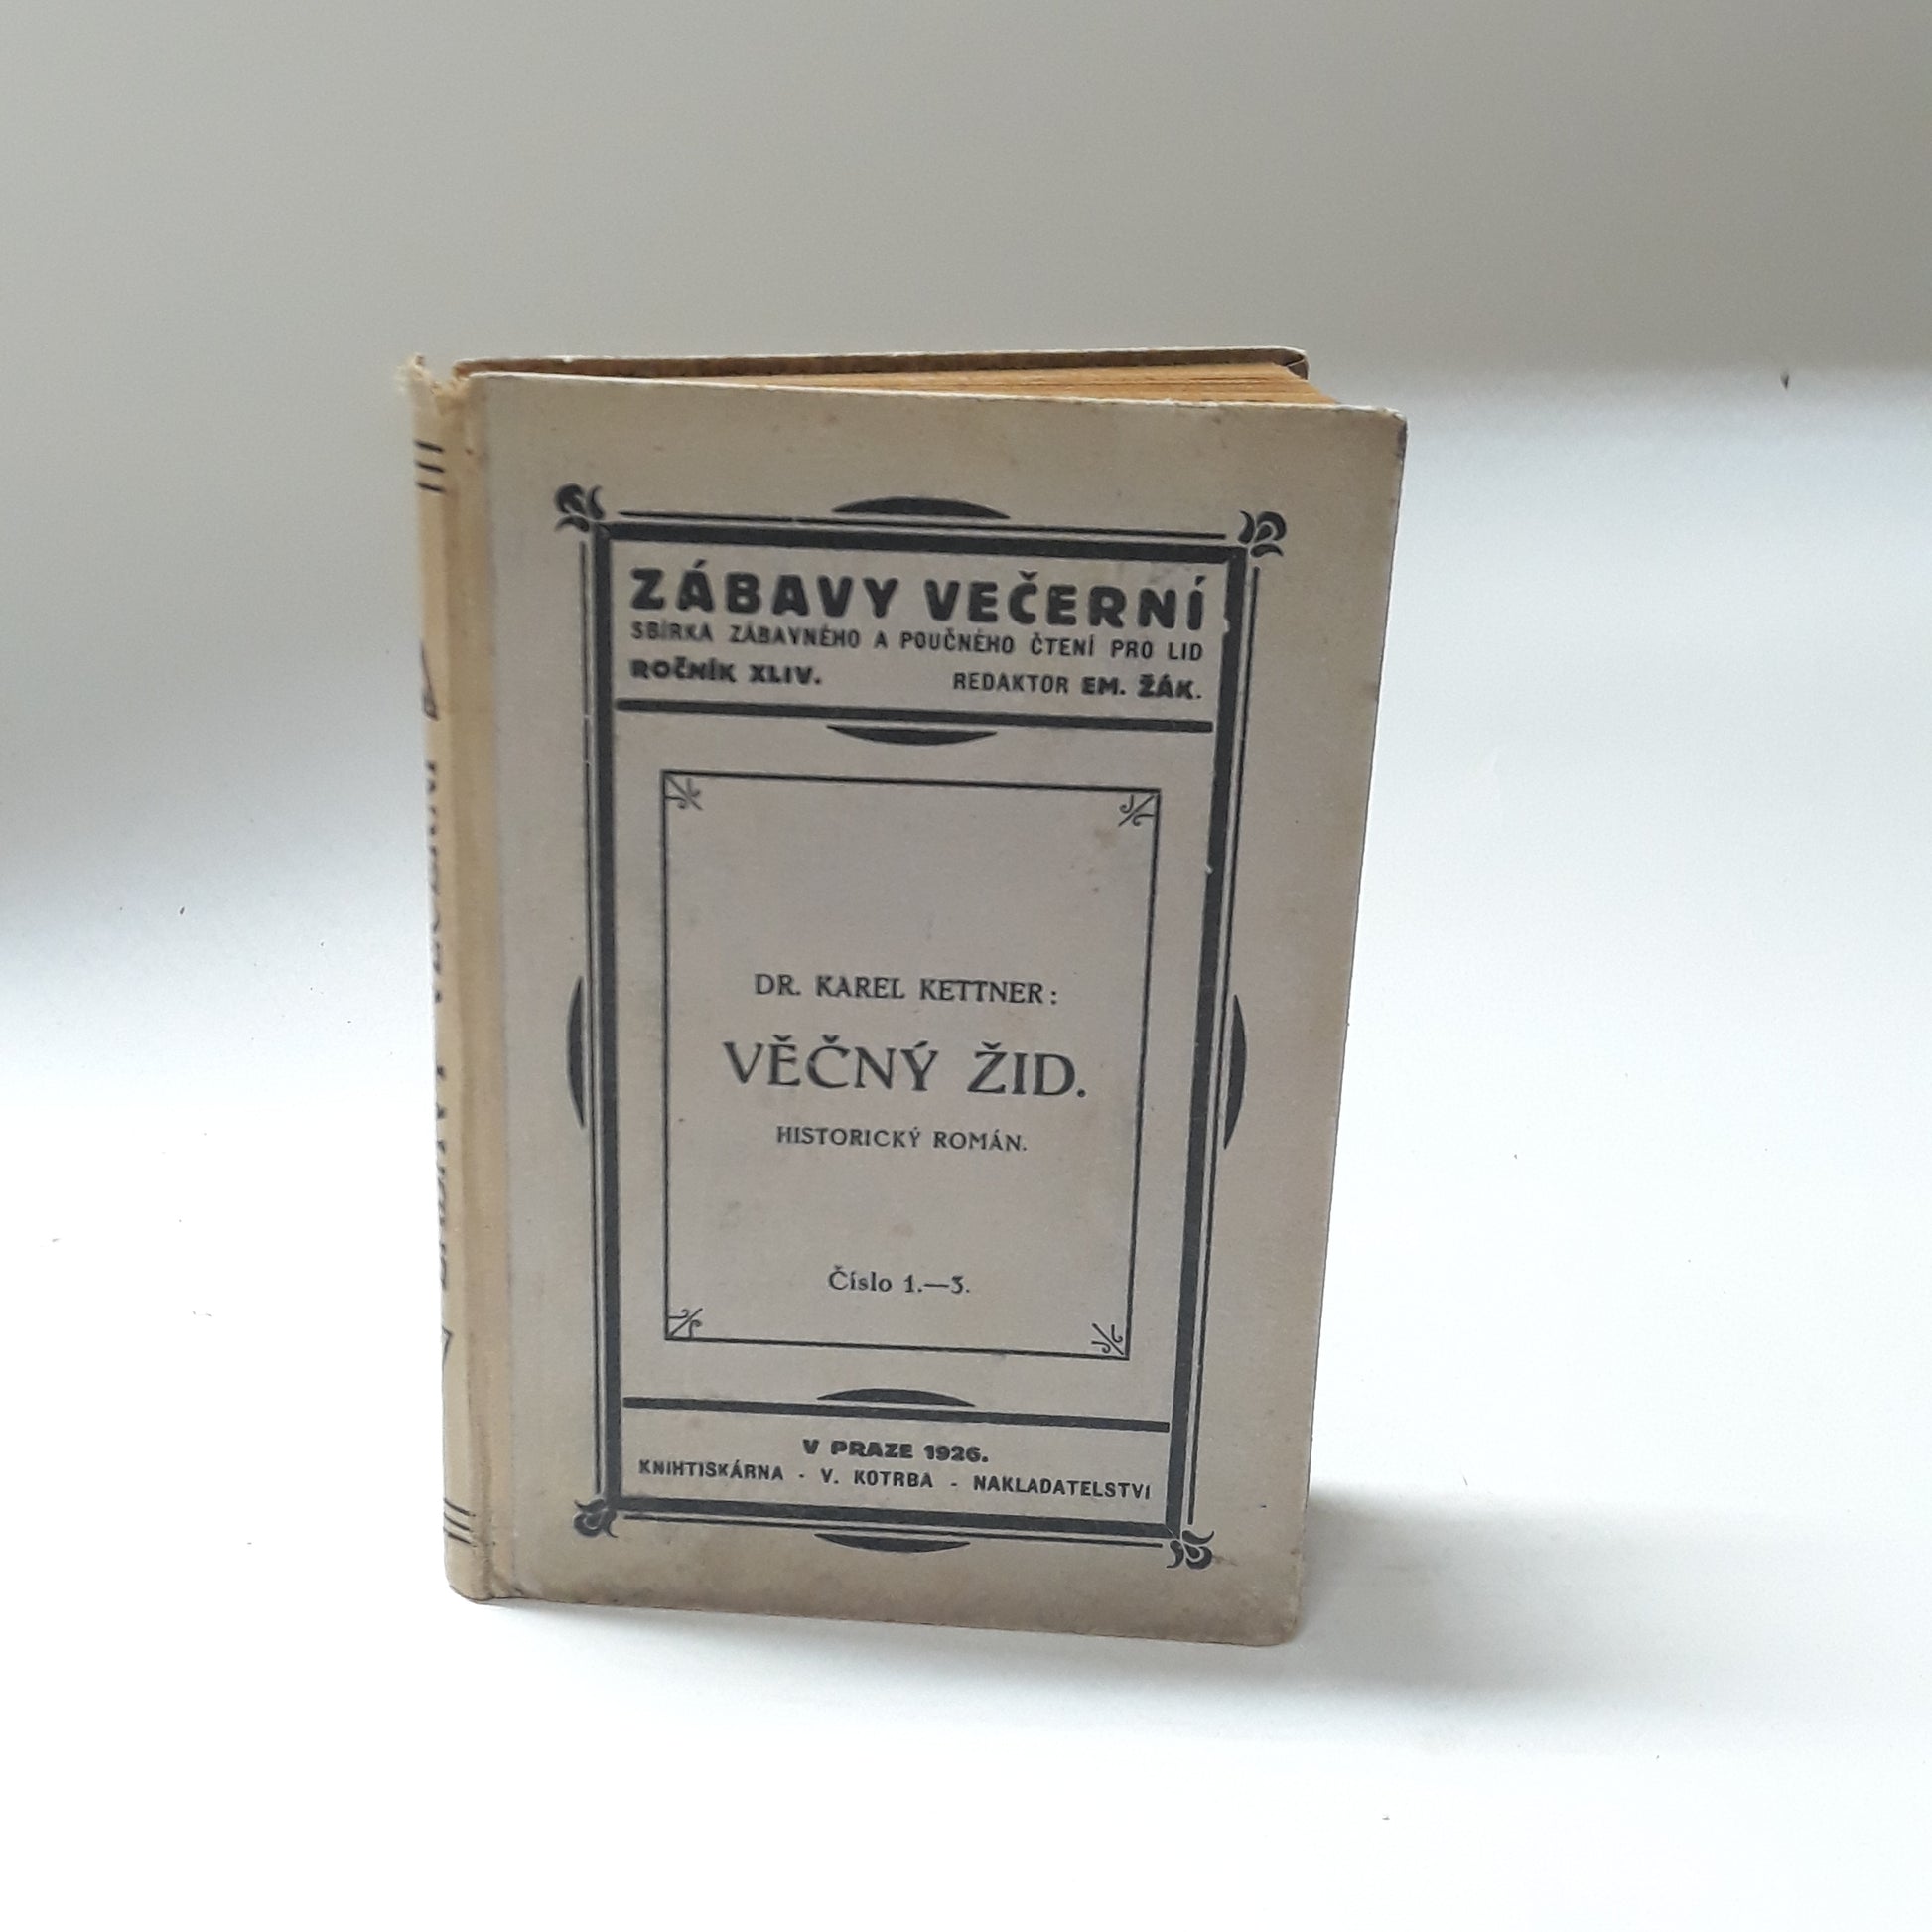 ZÁBAVY VEČERNÍ
SBÍRKA ZÁBAVNÉHO A POUČNÉHO ČTENÍ PRO LID
ROČNÍK XLIV. REDAKTOR EM. ŽÁK.
DR. KAREL KETTNER:
VĚČNÝ ŽID.
HISTORICKÝ ROMÁN.
Číslo 1.—3.
V PRAZE 1926.
KNIHTISKÁRNA - V. KOTRBA - NAKLADATELSTVÍ